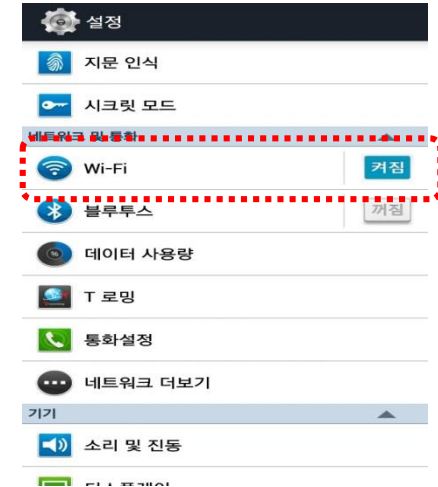 설정
지문 인식
시크릿 모드
네트워크 및 통화
Wi-Fi 켜짐
블루투스 꺼짐
데이터 사용량
T 로밍
통화설정
네트워크 더보기
기기
소리 및 진동